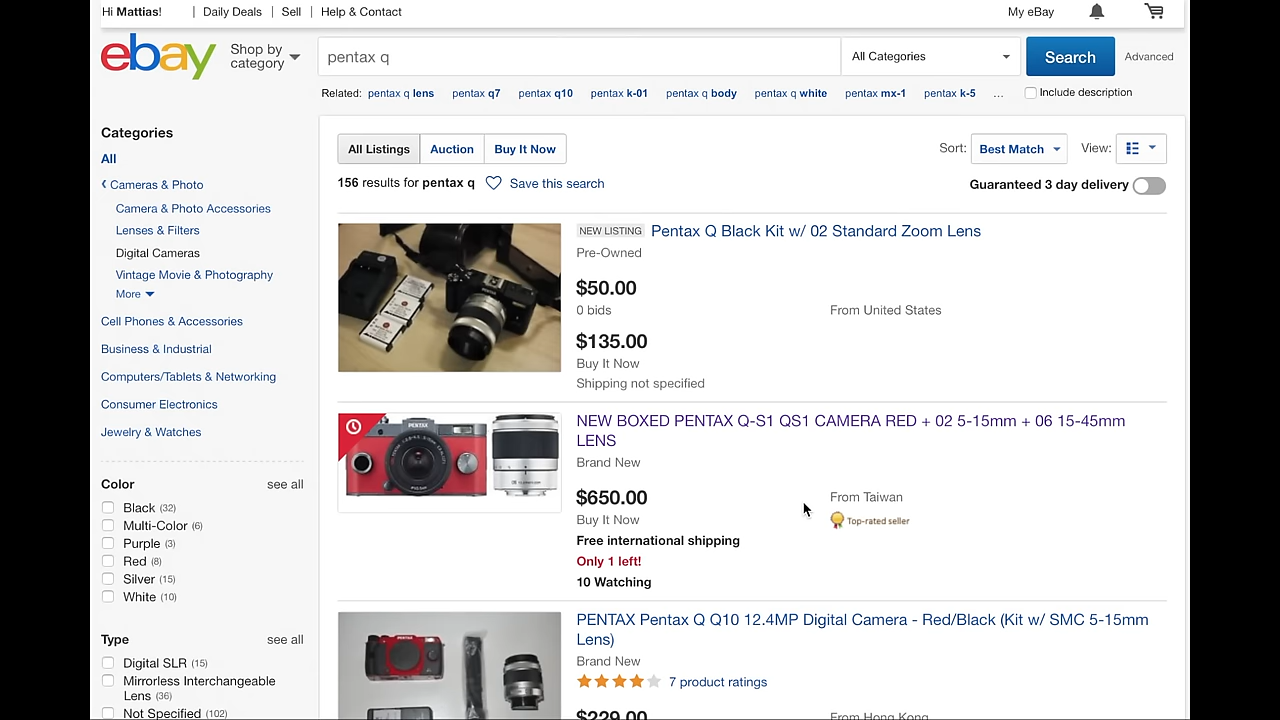 Hi Mattias! | Daily Deals | Sell | Help & Contact My eBay
ebay Shop by category pentax q All Categories Search Advanced
Related: pentax q lens pentax q7 pentax q10 pentax k-01 pentax q body pentax q white pentax mx-1 pentax k-5 ... Include description
Categories
All
Cameras & Photo
Camera & Photo Accessories
Lenses & Filters
Digital Cameras
Vintage Movie & Photography
More
Cell Phones & Accessories
Business & Industrial
Computers/Tablets & Networking
Consumer Electronics
Jewelry & Watches
Color see all
Black (32)
Multi-Color (6)
Purple (3)
Red (8)
Silver (15)
White (10)
Type see all
Digital SLR (15)
Mirrorless Interchangeable
Lens (36)
Not Specified (102)
All Listings Auction Buy It Now Sort: Best Match View:
156 results for pentax q Save this search Guaranteed 3 day delivery
NEW LISTING Pentax Q Black Kit w/ 02 Standard Zoom Lens
Pre-Owned
$50.00
0 bids From United States
$135.00
Buy It Now
Shipping not specified
PENTAX
NEW BOXED PENTAX Q-S1 QS1 CAMERA RED + 02 5-15mm + 06 15-45mm
LENS
Brand New
$650.00 From Taiwan
Buy It Now Top-rated seller
Free international shipping
Only 1 left!
10 Watching
PENTAX Pentax Q Q10 12.4MP Digital Camera - Red/Black (Kit w/ SMC 5-15mm
Lens)
Brand New
7 product ratings
$229.00 From Hong Kong